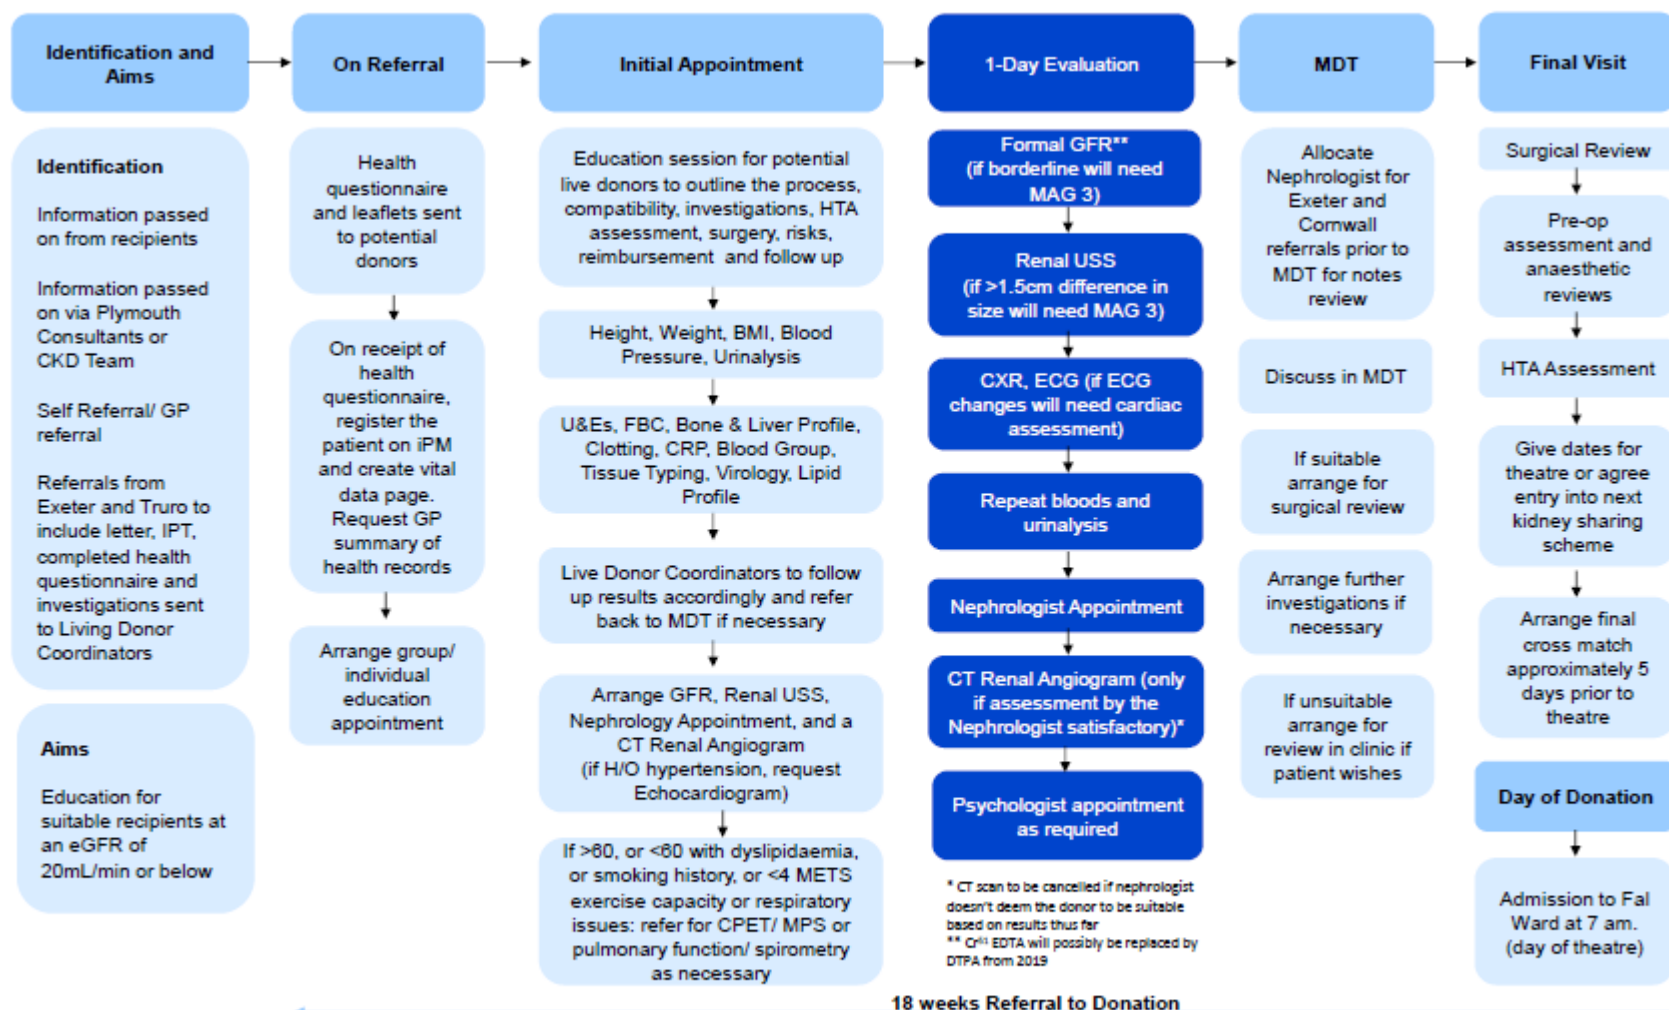 Identification and
Aims
On Referral
Initial Appointment
1-Day Evaluation
MDT
Final Visit
Identification
Information passed
on from recipients
Information passed
on via Plymouth
Consultants or
CKD Team
Self Referral/ GP
referral
Referrals from
Exeter and Truro to
include letter, IPT,
completed health
questionnaire and
investigations sent
to Living Donor
Coordinators
Aims
Education for
suitable recipients at
an eGFR of
20mL/min or below
Health
questionnaire
and leaflets sent
to potential
donors
On receipt of
health
questionnaire,
register the
patient on iPM
and create vital
data page.
Request GP
summary of
health records
Arrange group/
individual
education
appointment
Education session for potential
live donors to outline the process,
compatibility, investigations, HTA
assessment, surgery, risks,
reimbursement and follow up
Height, Weight, BMI, Blood
Pressure, Urinalysis
U&Es, FBC, Bone & Liver Profile,
Clotting, CRP, Blood Group,
Tissue Typing, Virology, Lipid
Profile
Live Donor Coordinators to follow
up results accordingly and refer
back to MDT if necessary
Arrange GFR, Renal USS,
Nephrology Appointment, and a
CT Renal Angiogram
(if H/O hypertension, request
Echocardiogram)
If >60, or <60 with dyslipidaemia,
or smoking history, or <4 METS
exercise capacity or respiratory
issues: refer for CPET/ MPS or
pulmonary function/ spirometry
as necessary
Formal GFR**
(if borderline will need
MAG 3)
Renal USS
(if >1.5cm difference in
size will need MAG 3)
CXR, ECG (if ECG
changes will need cardiac
assessment)
Repeat bloods and
urinalysis
Nephrologist Appointment
CT Renal Angiogram (only
if assessment by the
Nephrologist satisfactory)*
Psychologist appointment
as required
* CT scan to be cancelled if nephrologist
doesn't deem the donor to be suitable
based on results thus far
** Cr⁵¹ EDTA will possibly be replaced by
DTPA from 2019
Allocate
Nephrologist for
Exeter and
Cornwall
referrals prior to
MDT for notes
review
Discuss in MDT
If suitable
arrange for
surgical review
Arrange further
investigations if
necessary
If unsuitable
arrange for
review in clinic if
patient wishes
Surgical Review
Pre-op
assessment and
anaesthetic
reviews
HTA Assessment
Give dates for
theatre or agree
entry into next
kidney sharing
scheme
Arrange final
cross match
approximately 5
days prior to
theatre
Day of Donation
Admission to Fal
Ward at 7 am.
(day of theatre)
18 weeks Referral to Donation